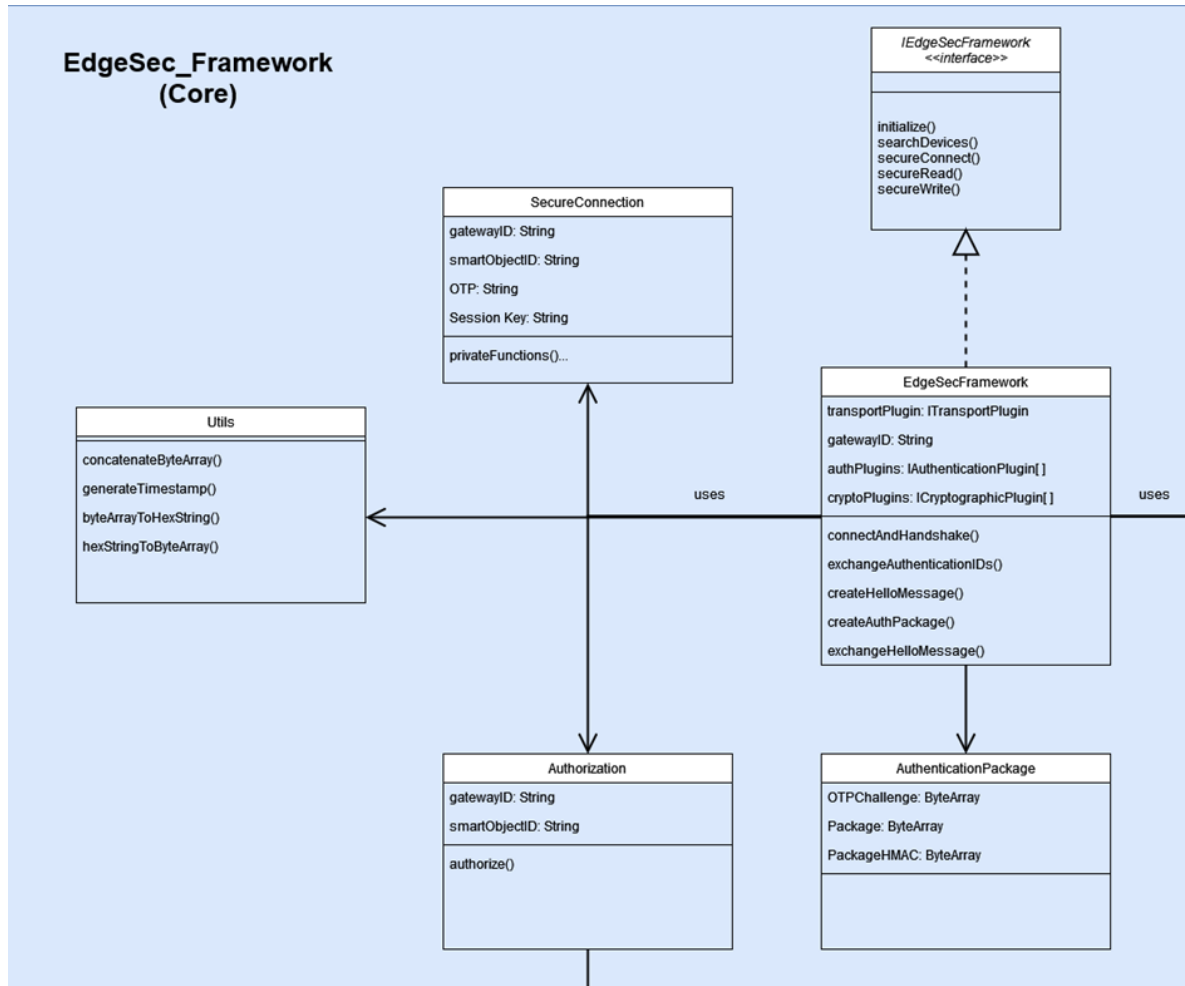 EdgeSec_Framework
(Core)
IEdgeSecFramework
<<interface>>
initialize()
searchDevices()
secureConnect()
secureRead()
secureWrite()
SecureConnection
gatewayID: String
smartObjectID: String
OTP: String
Session Key: String
privateFunctions()...
EdgeSecFramework
transportPlugin: ITransportPlugin
gatewayID: String
authPlugins: IAuthenticationPlugin[ ]
cryptoPlugins: ICryptographicPlugin[ ]
connectAndHandshake()
exchangeAuthenticationIDs()
createHelloMessage()
createAuthPackage()
exchangeHelloMessage()
Utils
concatenateByteArray()
generateTimestamp()
byteArrayToHexString()
hexStringToByteArray()
uses
uses
Authorization
gatewayID: String
smartObjectID: String
authorize()
AuthenticationPackage
OTPChallenge: ByteArray
Package: ByteArray
PackageHMAC: ByteArray